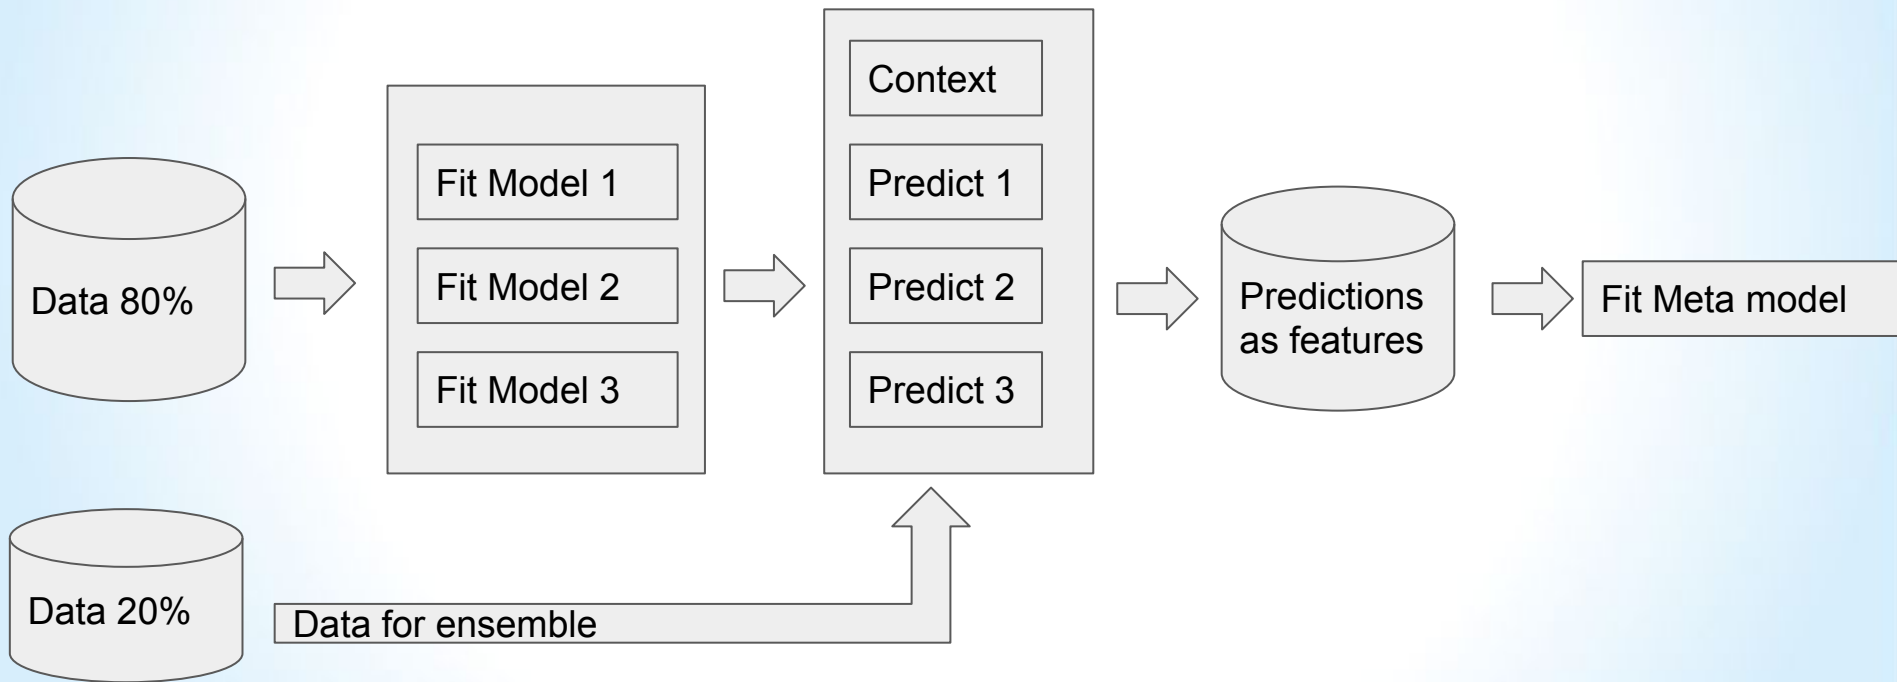 Data 80%
Fit Model 1
Fit Model 2
Fit Model 3
Context
Predict 1
Predict 2
Predict 3
Predictions
as features
Fit Meta model
Data 20%
Data for ensemble